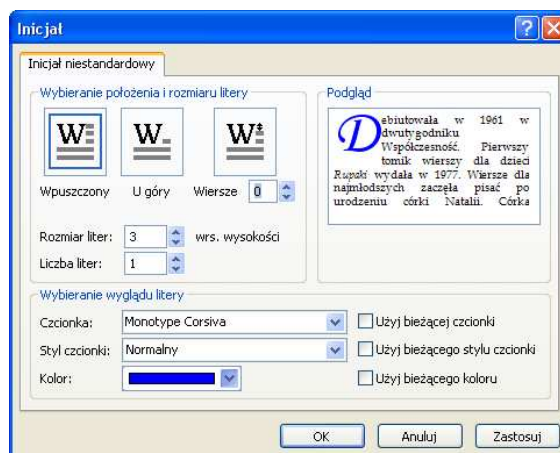 Inicjał
Inicjał niestandardowy
Wybieranie położenia i rozmiaru litery
W W W
Wpuszczony U góry Wiersze 0
Rozmiar liter: 3 wrs. wysokości
Liczba liter: 1
Podgląd
Debiutowała w 1961 w
dwutygodniku
Współczesność. Pierwszy
tomik wierszy dla dzieci
Rupaki wydała w 1977. Wiersze dla
najmłodszych zaczęła pisać po
urodzeniu córki Natalii. Córka
Wybieranie wyglądu litery
Czcionka: Monotype Corsiva Użyj bieżącej czcionki
Styl czcionki: Normalny Użyj bieżącego stylu czcionki
Kolor: Użyj bieżącego koloru
OK Anuluj Zastosuj